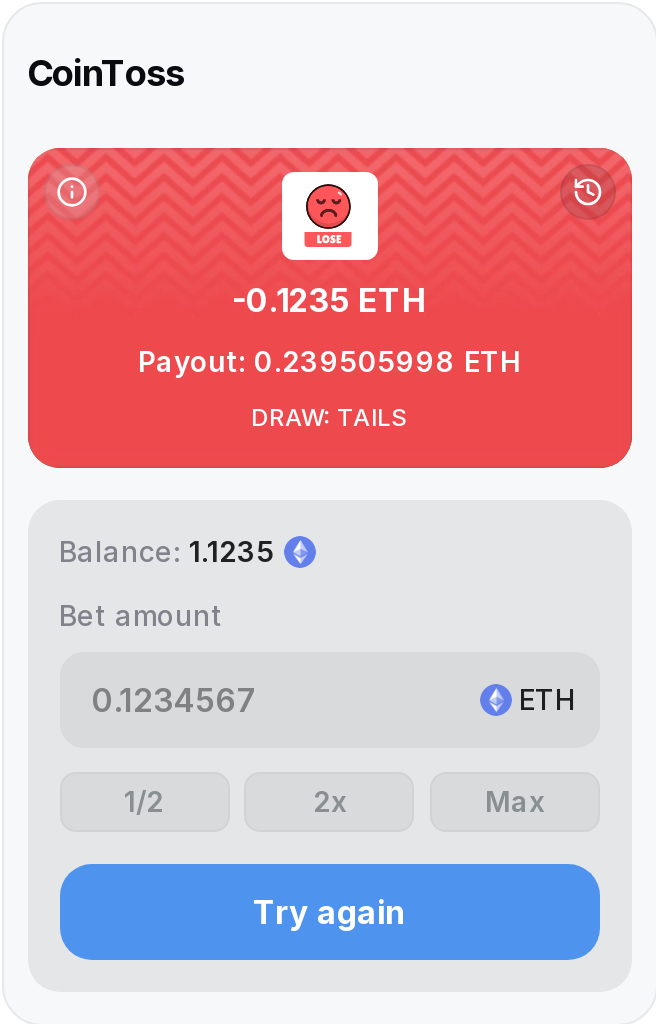 CoinToss
LOSE
-0.1235 ETH
Payout: 0.239505998 ETH
DRAW: TAILS
Balance: 1.1235
Bet amount
0.1234567 ETH
1/2 2x Max
Try again